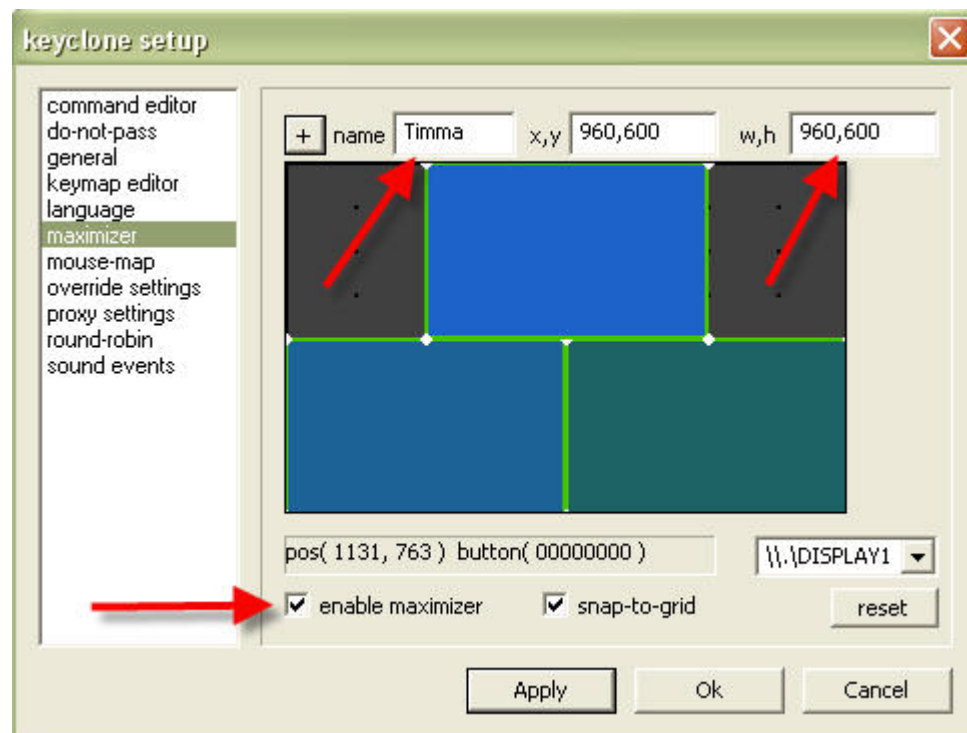 keyclone setup
command editor
do-not-pass
general
keymap editor
language
maximizer
mouse-map
override settings
proxy settings
round-robin
sound events
+ name Timma x,y 960,600 w,h 960,600
pos( 1131, 763 ) button( 00000000 ) \\.\DISPLAY1
enable maximizer snap-to-grid reset
Apply Ok Cancel